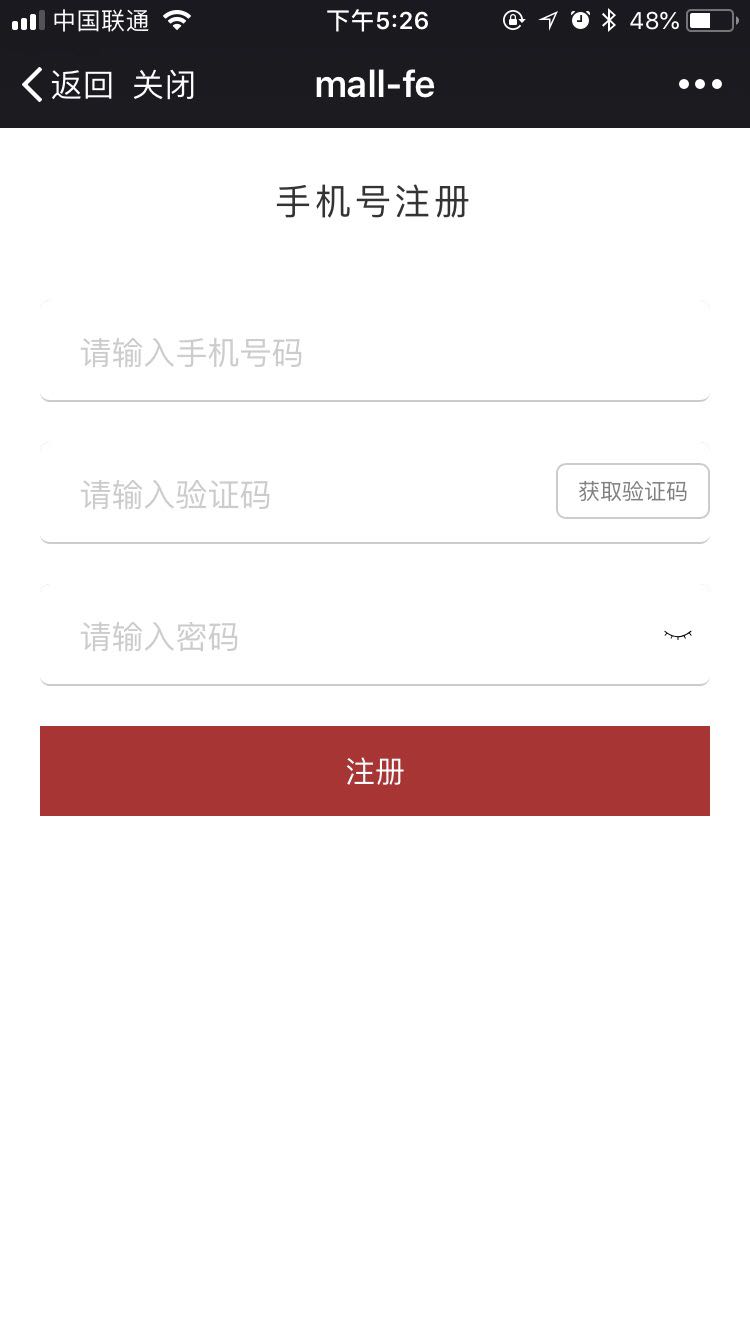 中国联通 下午5:26 48%
返回 关闭 mall-fe
手机号注册
请输入手机号码
请输入验证码 获取验证码
请输入密码
注册